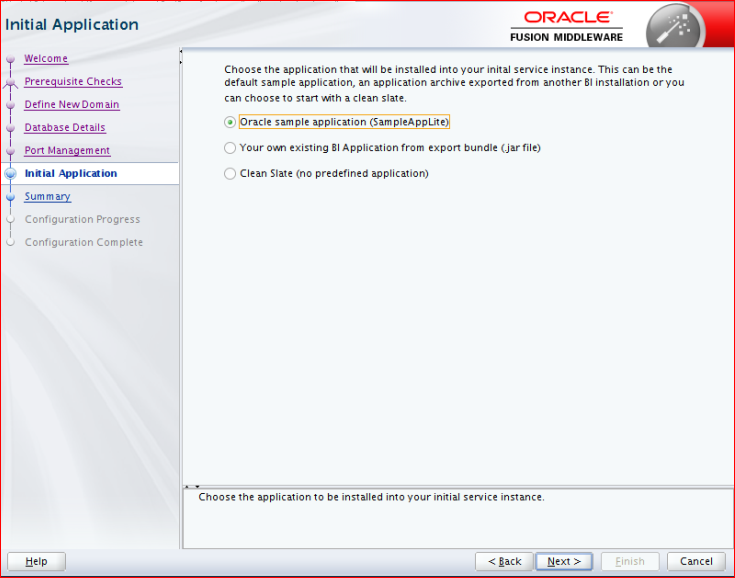 Initial Application
ORACLE
FUSION MIDDLEWARE
Welcome
Prerequisite Checks
Define New Domain
Database Details
Port Management
Initial Application
Summary
Configuration Progress
Configuration Complete
Choose the application that will be installed into your inital service instance. This can be the
default sample application, an application archive exported from another BI installation or you
can choose to start with a clean slate.
Oracle sample application (SampleAppLite)
Your own existing BI Application from export bundle (.jar file)
Clean Slate (no predefined application)
Choose the application to be installed into your initial service instance.
Help
< Back
Next >
Finish
Cancel